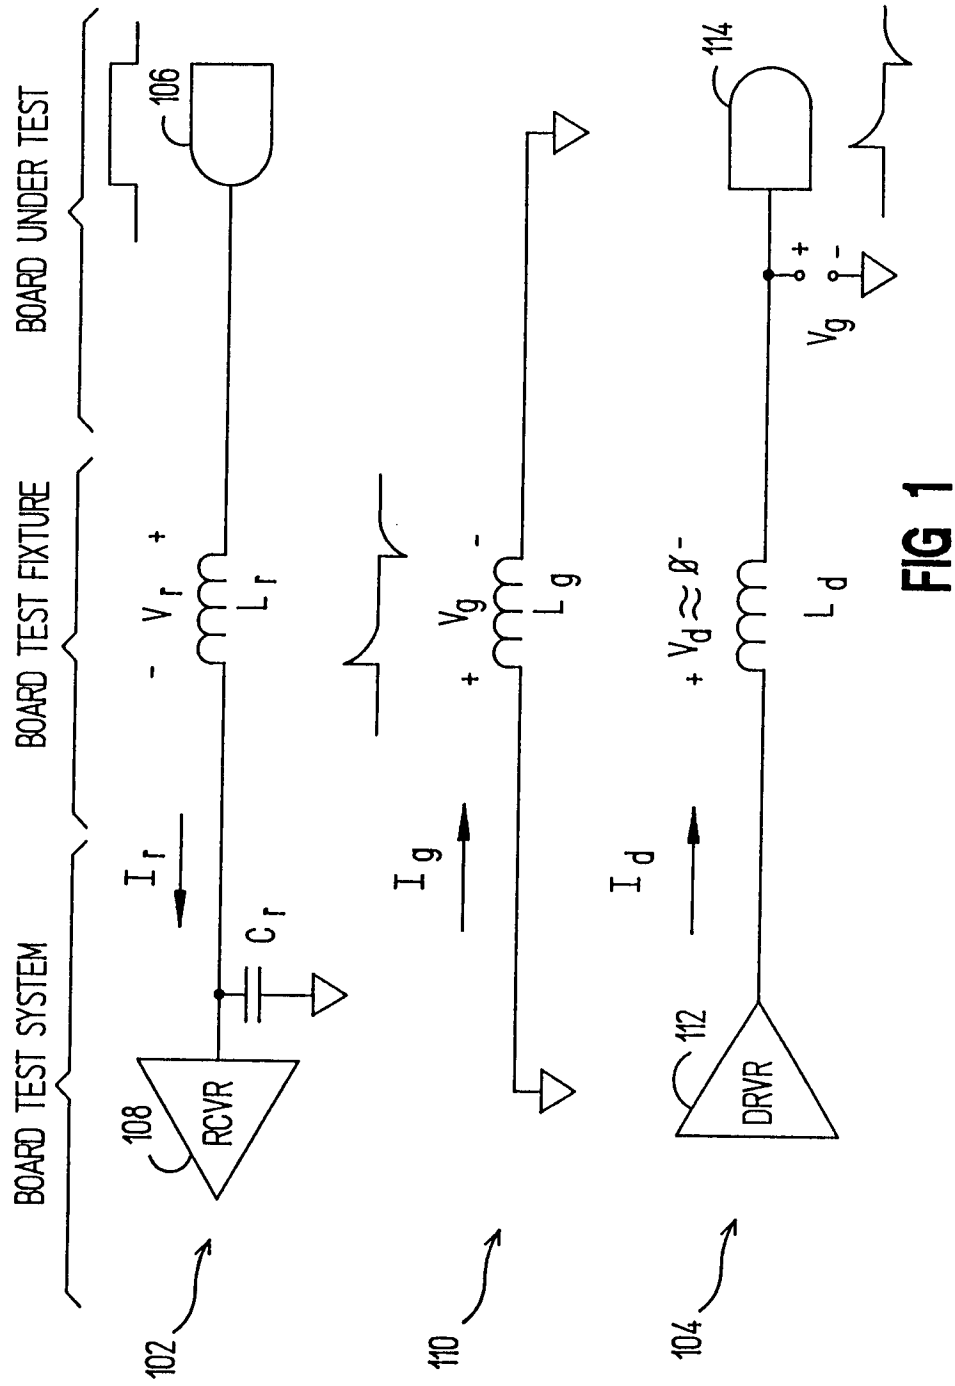 BOARD TEST SYSTEM
BOARD TEST FIXTURE
BOARD UNDER TEST
102
108
RCVR
C r
I r
- V r +
L r
106
110
I g
+ V g -
L g
104
112
DRVR
I d
+ V d ≈ Ø -
L d
+
-
V g
114
FIG 1